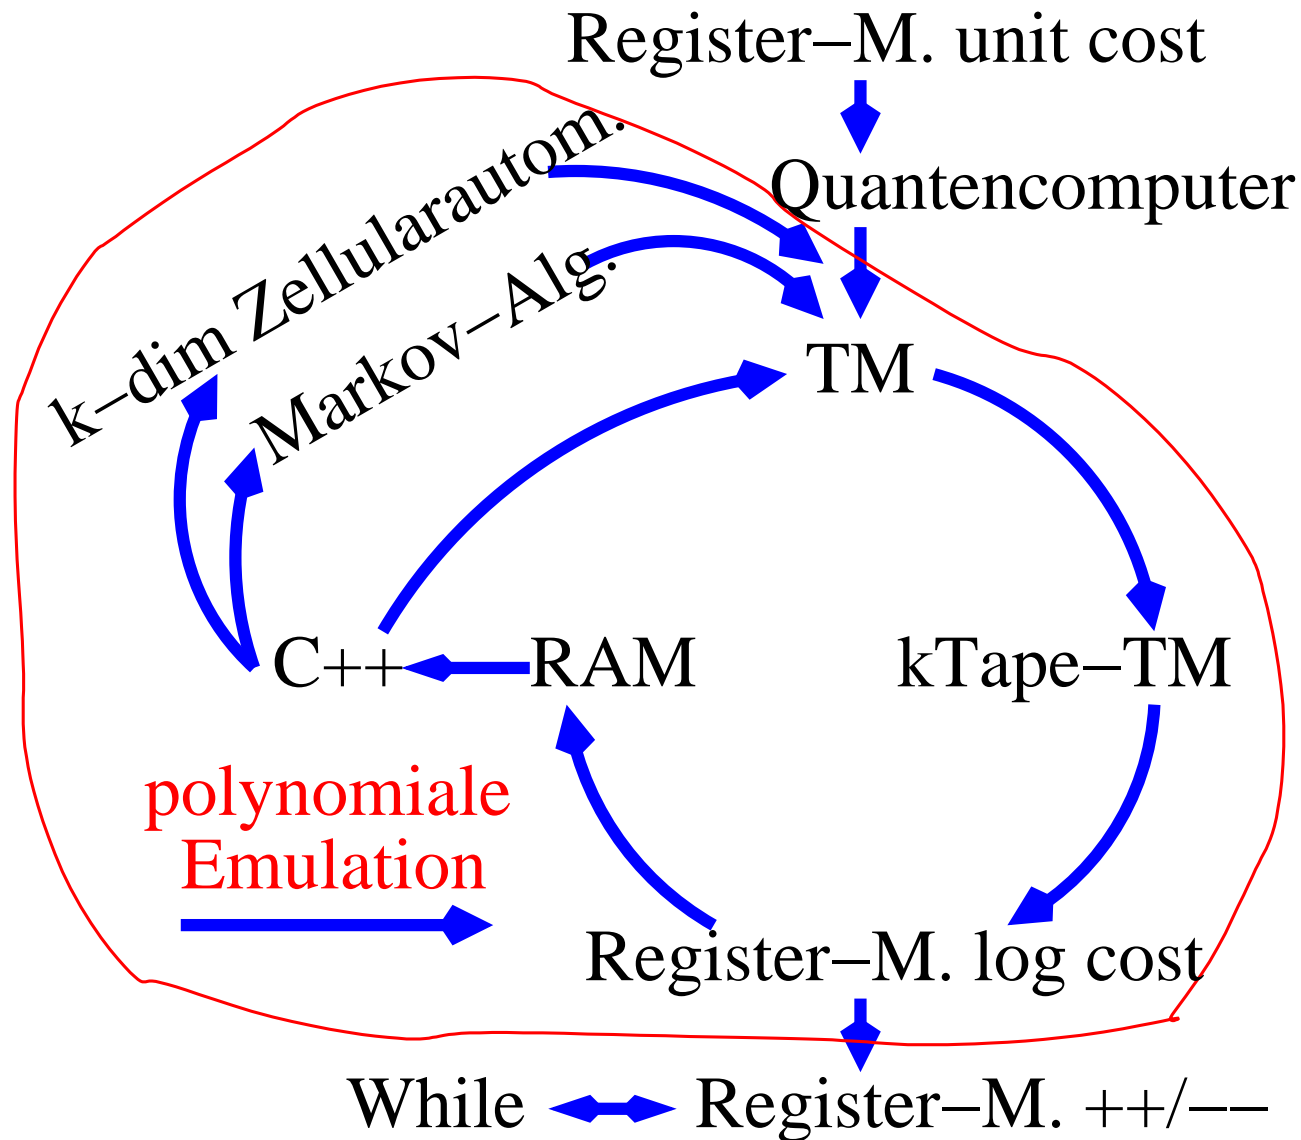 Register–M. unit cost
Quantencomputer
k–dim Zellularautom.
Markov–Alg.
TM
C++
RAM
kTape–TM
polynomiale
Emulation
Register–M. log cost
While
Register–M. ++/−−